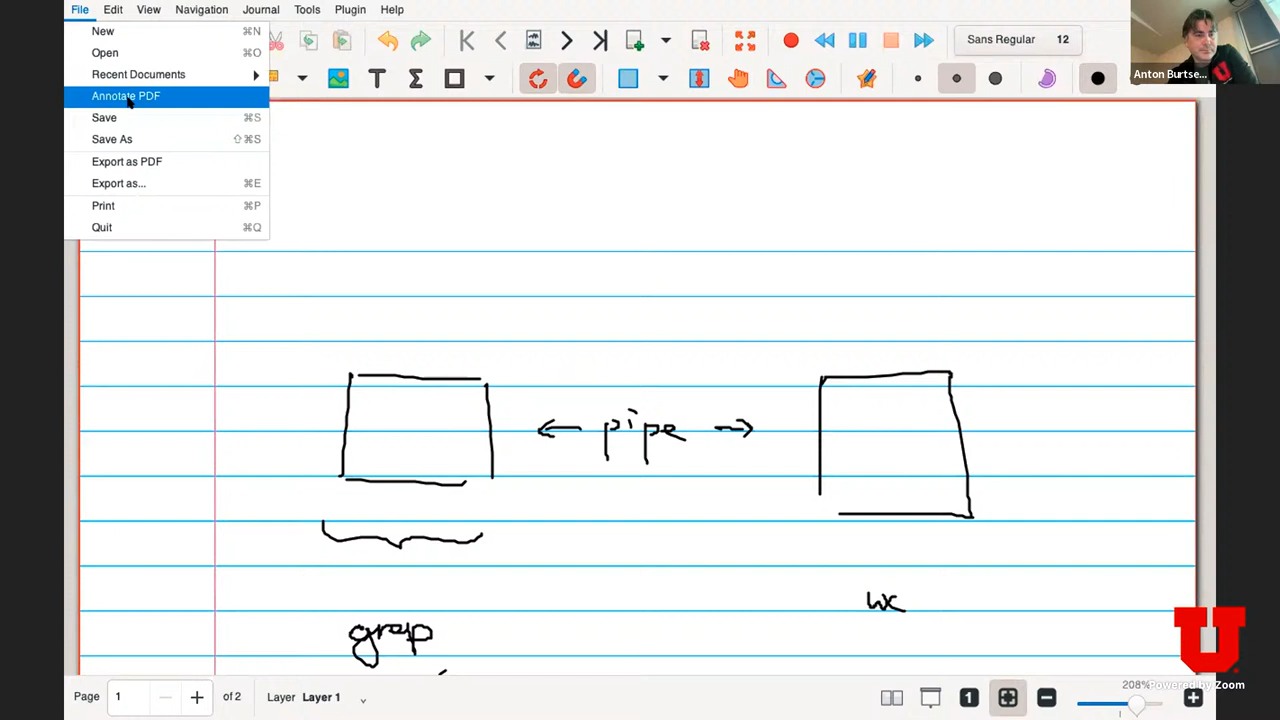 File Edit View Navigation Journal Tools Plugin Help
New ⌘N
Open ⌘O
Recent Documents
Annotate PDF
Save ⌘S
Save As ⇧⌘S
Export as PDF
Export as... ⌘E
Print ⌘P
Quit ⌘Q
Sans Regular 12
T
Anton Burtse...
← pipe →
wc
grep
U
Powered by Zoom
Page 1 of 2 Layer Layer 1
1
208%